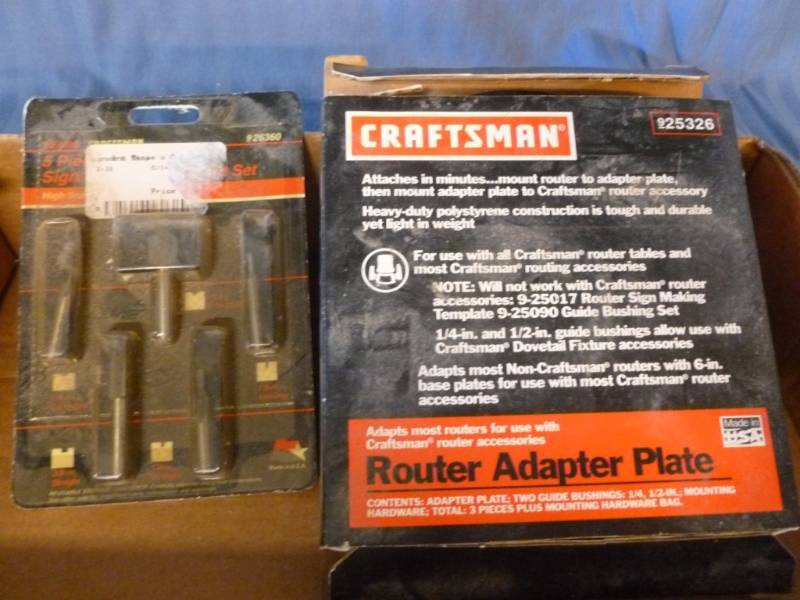 CRAFTSMAN
926360
5 Pie
Set
Sign
High S
Price
Made in U.S.A.
CRAFTSMAN®
925326
Attaches in minutes...mount router to adapter plate,
then mount adapter plate to Craftsman® router accessory
Heavy-duty polystyrene construction is tough and durable
yet light in weight
For use with all Craftsman® router tables and
most Craftsman® routing accessories
NOTE: Will not work with Craftsman® router
accessories: 9-25017 Router Sign Making
Template 9-25090 Guide Bushing Set
1/4-in. and 1/2-in. guide bushings allow use with
Craftsman® Dovetail Fixture accessories
Adapts most Non-Craftsman® routers with 6-in.
base plates for use with most Craftsman® router
accessories
Adapts most routers for use with
Craftsman® router accessories
Made in
USA
Router Adapter Plate
CONTENTS: ADAPTER PLATE; TWO GUIDE BUSHINGS: 1/4, 1/2-IN.; MOUNTING
HARDWARE; TOTAL: 3 PIECES PLUS MOUNTING HARDWARE BAG.